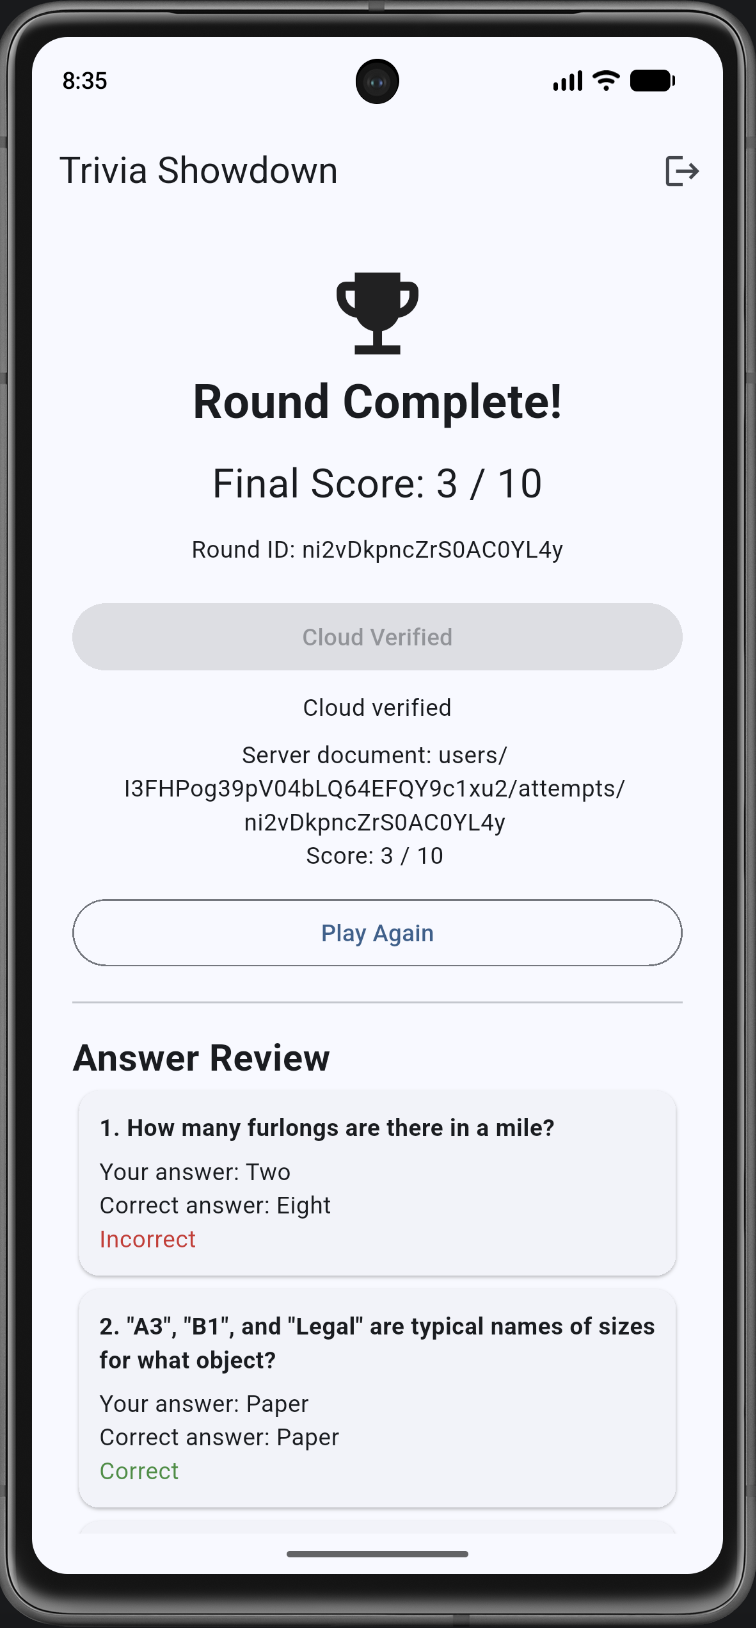 8:35
Trivia Showdown
Round Complete!
Final Score: 3 / 10
Round ID: ni2vDkpncZrS0AC0YL4y
Cloud Verified
Cloud verified
Server document: users/
I3FHPog39pV04bLQ64EFQY9c1xu2/attempts/
ni2vDkpncZrS0AC0YL4y
Score: 3 / 10
Play Again
Answer Review
1. How many furlongs are there in a mile?
Your answer: Two
Correct answer: Eight
Incorrect
2. "A3", "B1", and "Legal" are typical names of sizes
for what object?
Your answer: Paper
Correct answer: Paper
Correct